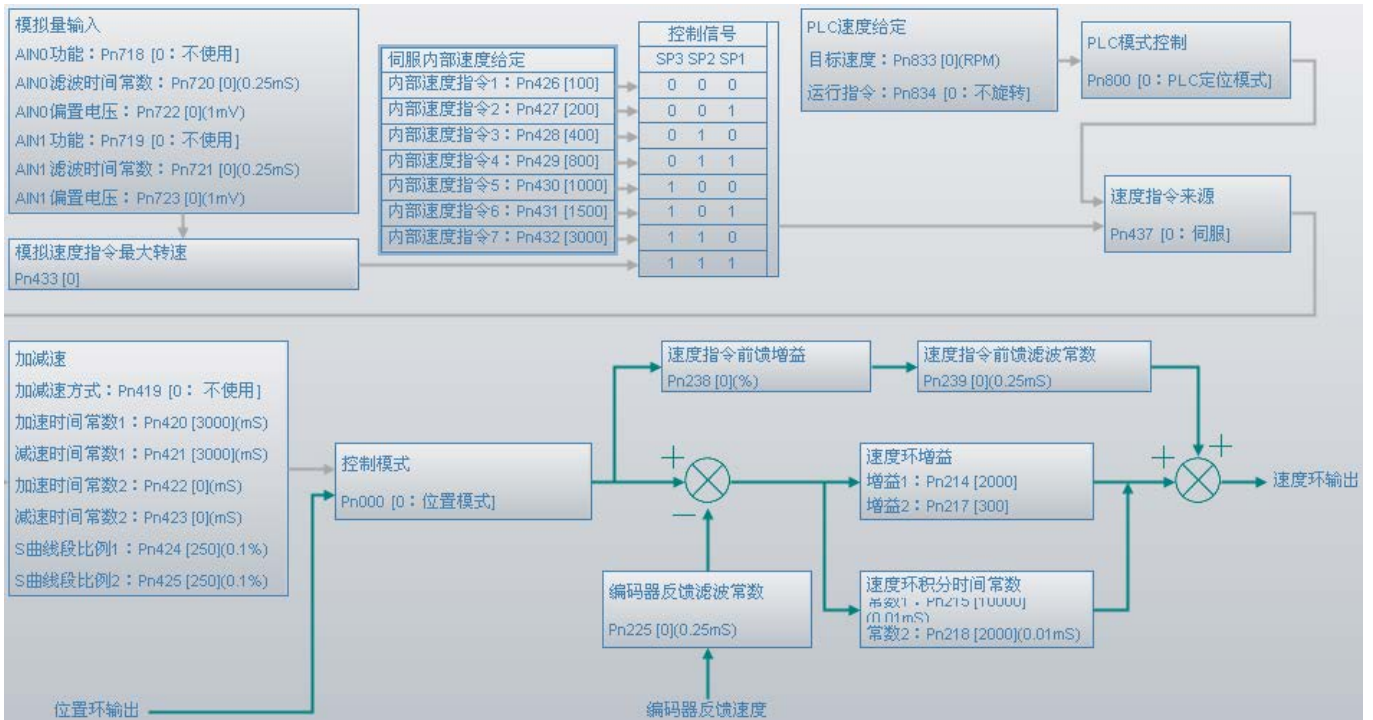 模拟量输入
AIN0功能：Pn718 [0：不使用]
AIN0滤波时间常数：Pn720 [0](0.25mS)
AIN0偏置电压：Pn722 [0](1mV)
AIN1功能：Pn719 [0：不使用]
AIN1滤波时间常数：Pn721 [0](0.25mS)
AIN1偏置电压：Pn723 [0](1mV)
模拟速度指令最大转速
Pn433 [0]
伺服内部速度给定
内部速度指令1：Pn426 [100]
内部速度指令2：Pn427 [200]
内部速度指令3：Pn428 [400]
内部速度指令4：Pn429 [800]
内部速度指令5：Pn430 [1000]
内部速度指令6：Pn431 [1500]
内部速度指令7：Pn432 [3000]
控制信号
SP3 SP2 SP1
0 0 0
0 0 1
0 1 0
0 1 1
1 0 0
1 0 1
1 1 0
1 1 1
PLC速度给定
目标速度：Pn833 [0](RPM)
运行指令：Pn834 [0：不旋转]
PLC模式控制
Pn800 [0：PLC定位模式]
速度指令来源
Pn437 [0：伺服]
加减速
加减速方式：Pn419 [0： 不使用]
加速时间常数1：Pn420 [3000](mS)
减速时间常数1：Pn421 [3000](mS)
加速时间常数2：Pn422 [0](mS)
减速时间常数2：Pn423 [0](mS)
S曲线段比例1：Pn424 [250](0.1%)
S曲线段比例2：Pn425 [250](0.1%)
控制模式
Pn000 [0：位置模式]
速度指令前馈增益
Pn238 [0](%)
速度指令前馈滤波常数
Pn239 [0](0.25mS)
速度环增益
增益1：Pn214 [2000]
增益2：Pn217 [300]
速度环输出
编码器反馈滤波常数
Pn225 [0](0.25mS)
速度环积分时间常数
常数1：Pn215 [10000]
(0.01mS)
常数2：Pn218 [2000](0.01mS)
位置环输出
编码器反馈速度